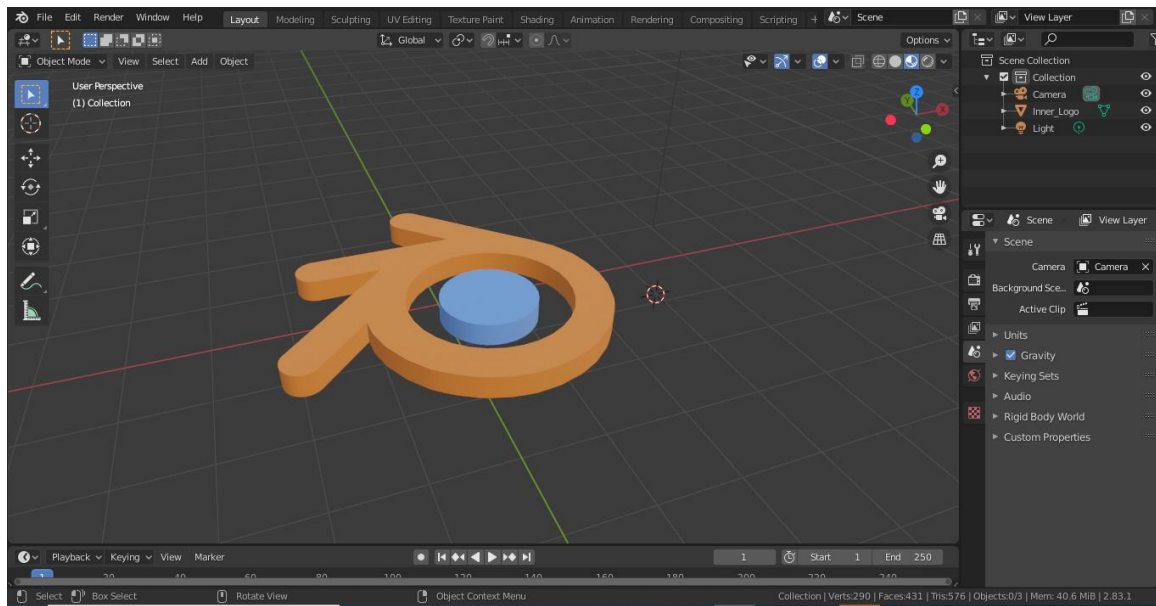 File Edit Render Window Help Layout Modeling Sculpting UV Editing Texture Paint Shading Animation Rendering Compositing Scripting + Scene View Layer
Global Options
Object Mode View Select Add Object
User Perspective
(1) Collection
Z
Y
X
Scene Collection
Collection
Camera
Inner_Logo
Light
Scene View Layer
Scene
Camera Camera
Background Sce..
Active Clip
Units
Gravity
Keying Sets
Audio
Rigid Body World
Custom Properties
Playback Keying View Marker 1 Start 1 End 250
1 20 40 60 80 100 120 140 160 180 200 220 240
Select Box Select Rotate View Object Context Menu Collection | Verts:290 | Faces:431 | Tris:576 | Objects:0/3 | Mem: 40.6 MiB | 2.83.1